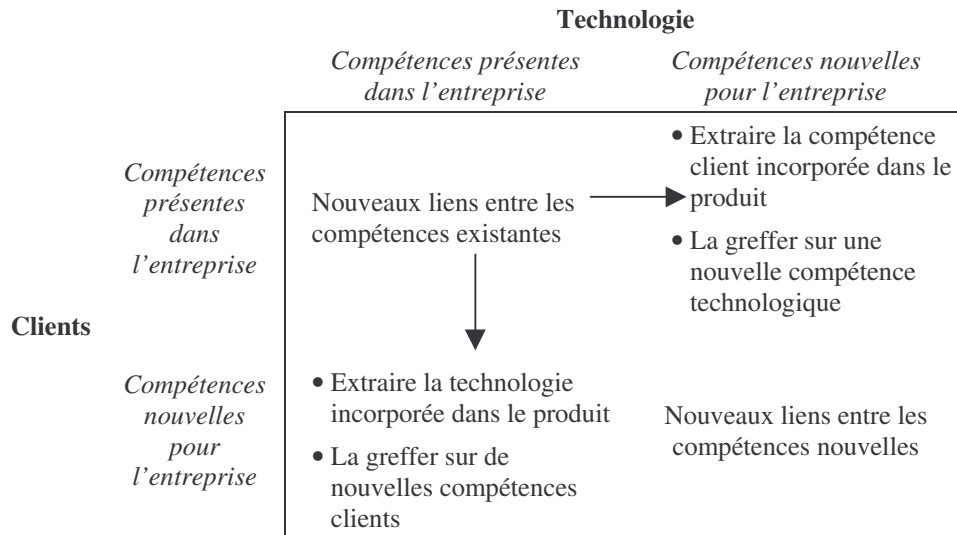 Technologie
Compétences présentes
dans l'entreprise
Compétences nouvelles
pour l'entreprise
Compétences
présentes
dans
l'entreprise
Nouveaux liens entre les
compétences existantes
• Extraire la compétence
client incorporée dans le
produit
• La greffer sur une
nouvelle compétence
technologique
Clients
Compétences
nouvelles
pour
l'entreprise
• Extraire la technologie
incorporée dans le produit
• La greffer sur de
nouvelles compétences
clients
Nouveaux liens entre les
compétences nouvelles